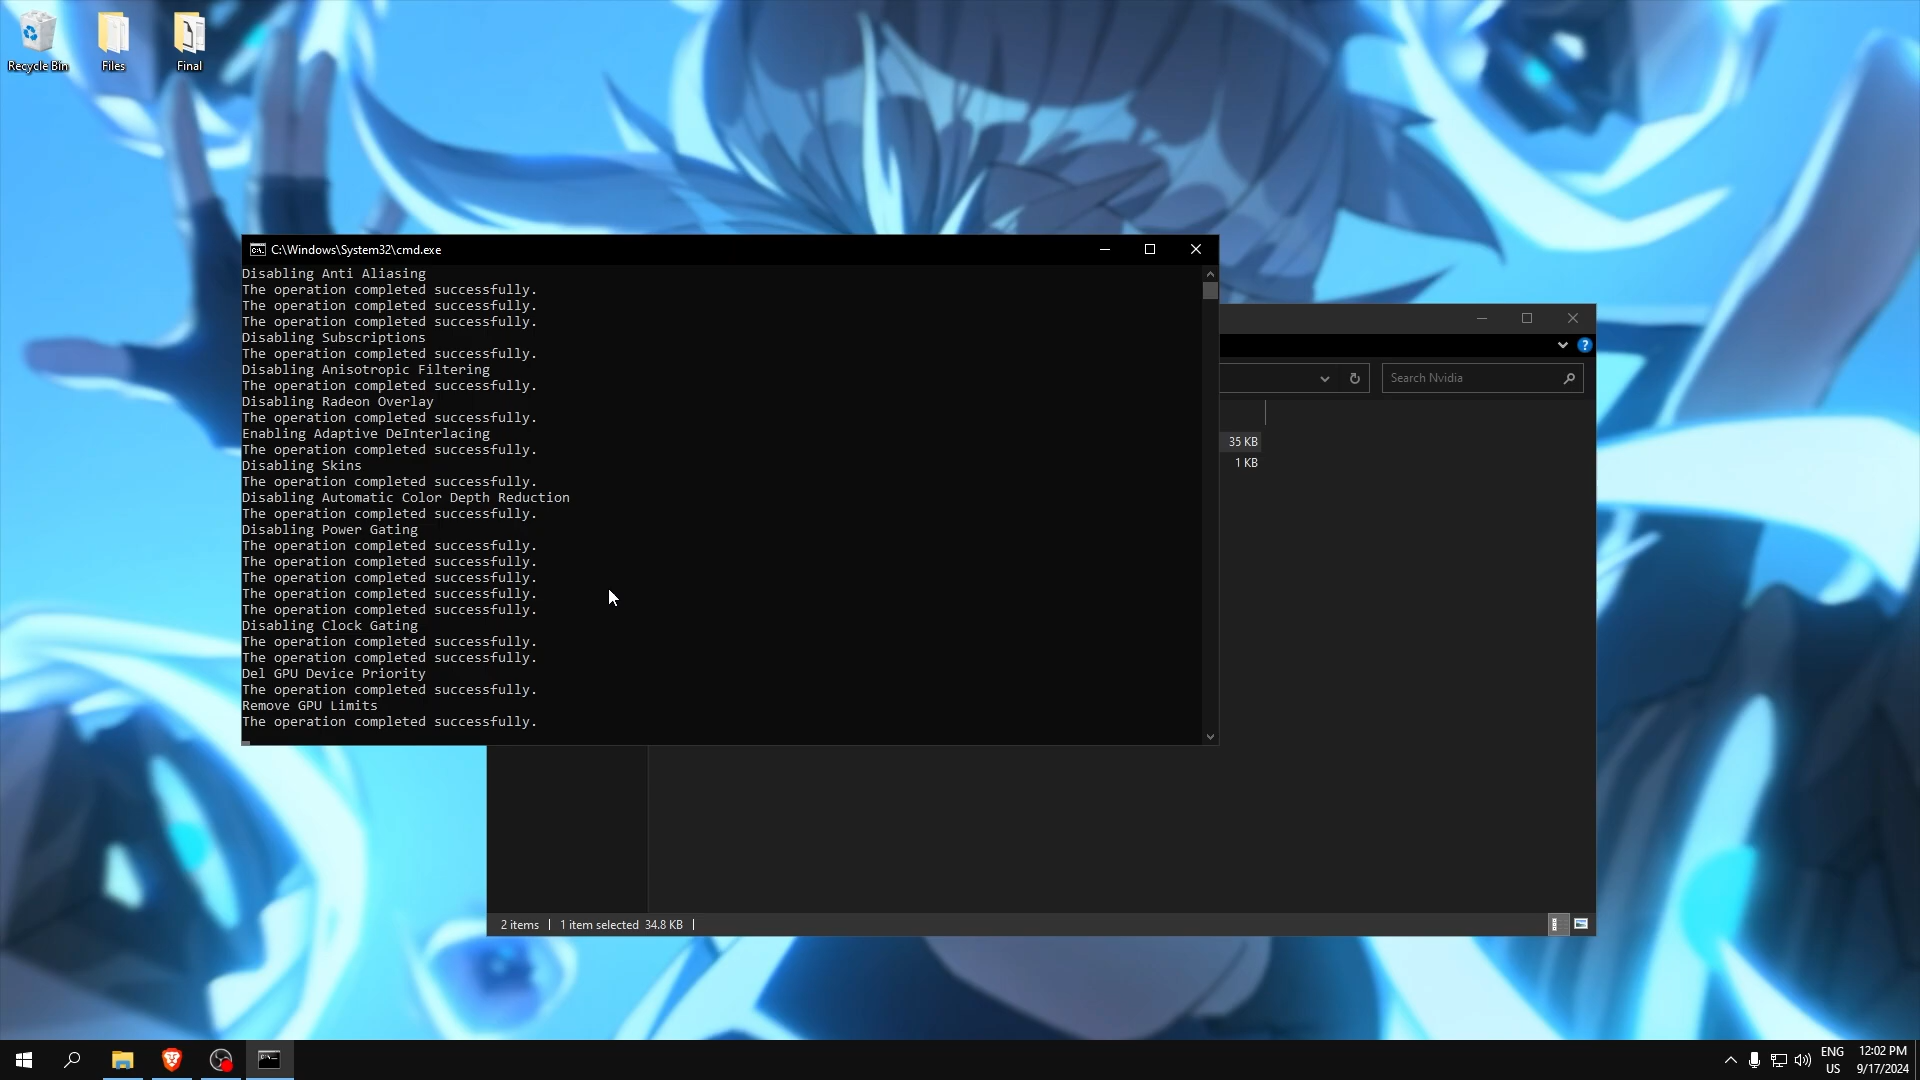 Recycle Bin
Files
Final
C:\Windows\System32\cmd.exe
Disabling Anti Aliasing
The operation completed successfully.
The operation completed successfully.
The operation completed successfully.
Disabling Subscriptions
The operation completed successfully.
Disabling Anisotropic Filtering
The operation completed successfully.
Disabling Radeon Overlay
The operation completed successfully.
Enabling Adaptive DeInterlacing
The operation completed successfully.
Disabling Skins
The operation completed successfully.
Disabling Automatic Color Depth Reduction
The operation completed successfully.
Disabling Power Gating
The operation completed successfully.
The operation completed successfully.
The operation completed successfully.
The operation completed successfully.
The operation completed successfully.
Disabling Clock Gating
The operation completed successfully.
The operation completed successfully.
Del GPU Device Priority
The operation completed successfully.
Remove GPU Limits
The operation completed successfully.
Search Nvidia
35 KB
1 KB
2 items
1 item selected 34.8 KB
ENG
US
12:02 PM
9/17/2024